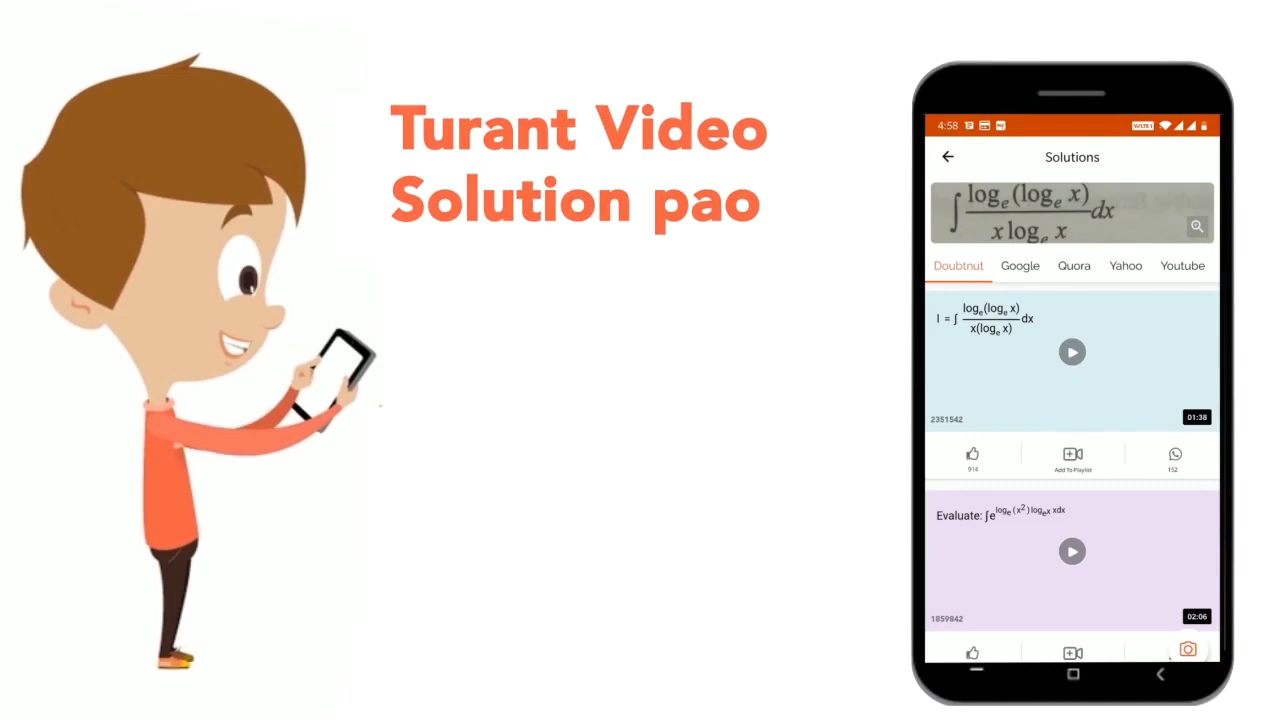 Turant Video
Solution pao
4:58
Solutions
∫ logₑ(logₑ x) / x logₑ x dx
Doubtnut Google Quora Yahoo Youtube
I = ∫ logₑ(logₑ x) / x(logₑ x) dx
2351542 01:38
914 Add To Playlist 152
Evaluate: ∫e^logₑ(x²)logₑx xdx
1859842 02:06